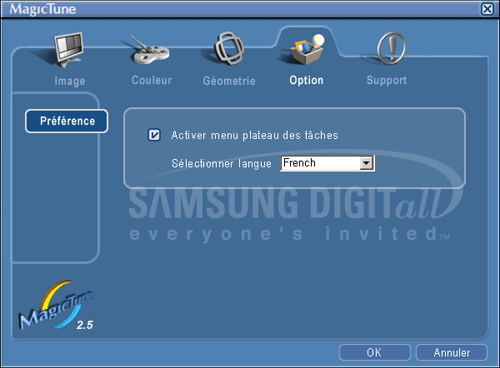 MagicTune
Image
Couleur
Géometrie
Option
Support
Préférence
Activer menu plateau des tâches
Sélectionner langue
French
SAMSUNG DIGITall
everyone's invited™
MagicTune
2.5
OK
Annuler